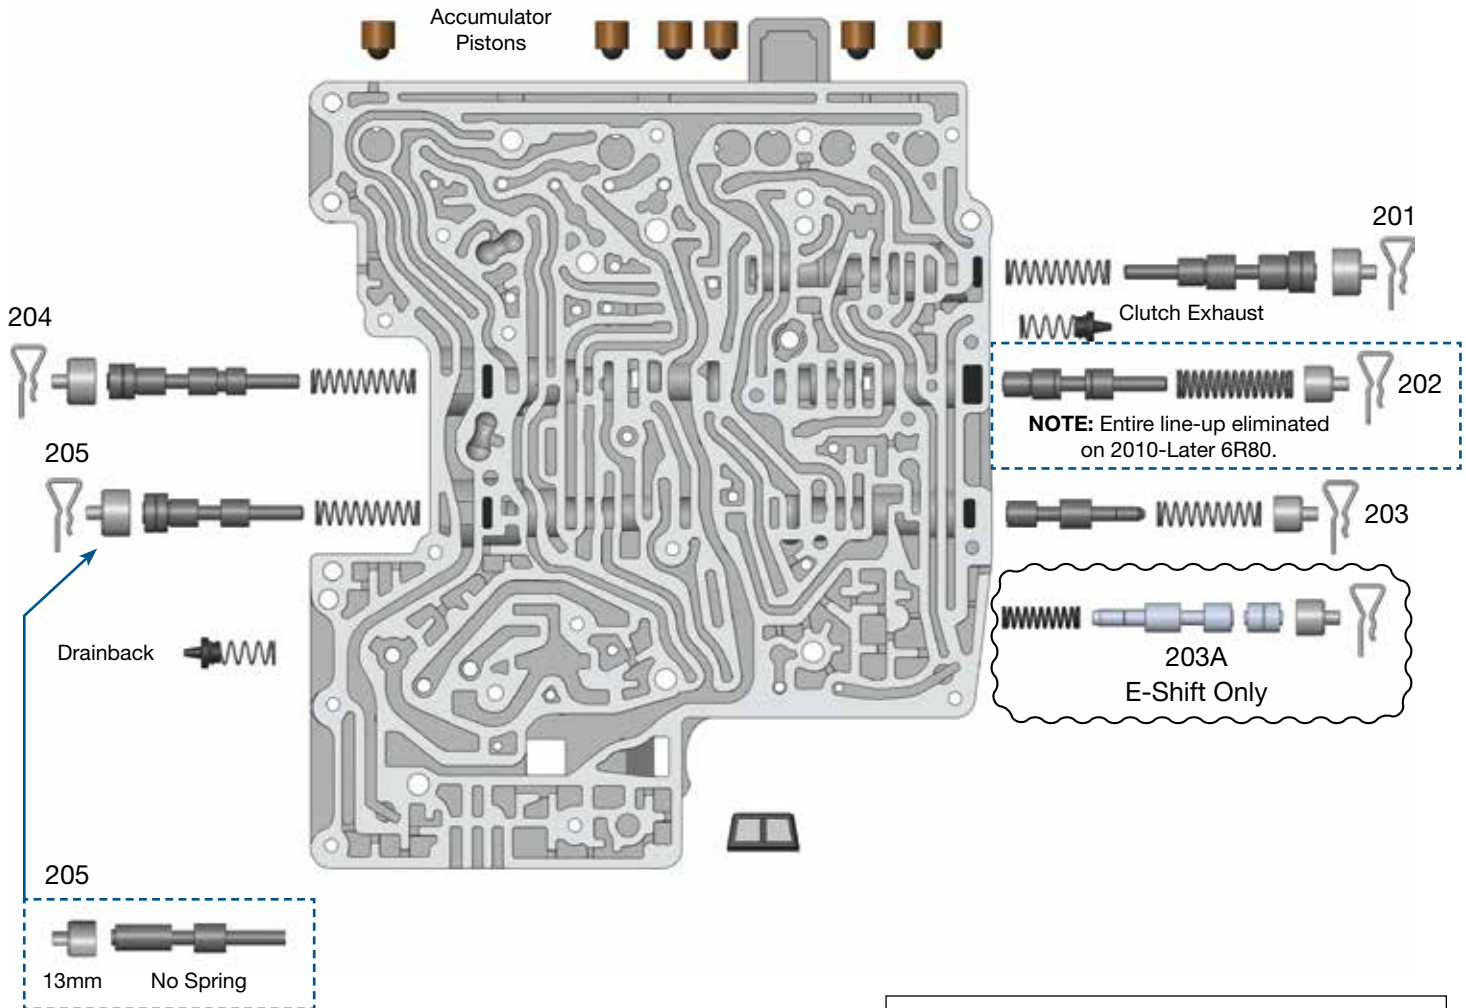 Accumulator
Pistons
201
Clutch Exhaust
204
202
NOTE: Entire line-up eliminated
on 2010-Later 6R80.
205
203
203A
E-Shift Only
Drainback
205
13mm
No Spring